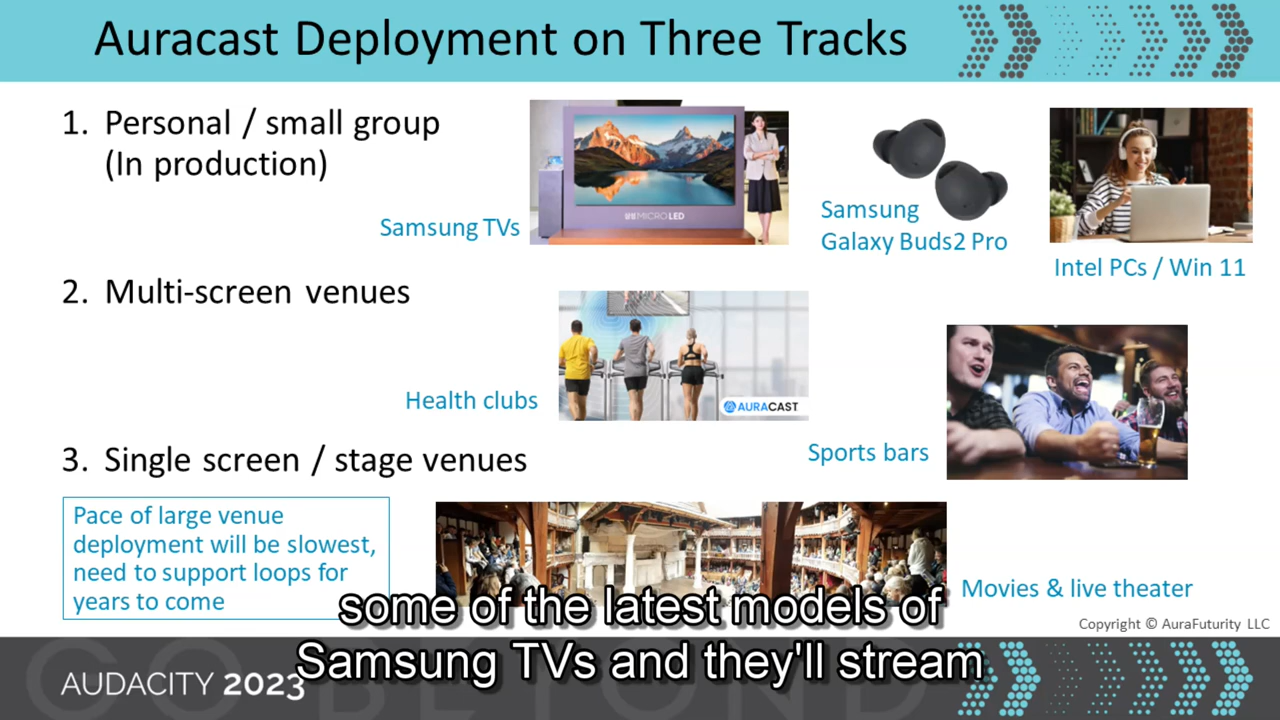 Auracast Deployment on Three Tracks
1. Personal / small group
(In production)
Samsung TVs
MICRO LED
Samsung
Galaxy Buds2 Pro
Intel PCs / Win 11
2. Multi-screen venues
Health clubs
AURACAST
Sports bars
3. Single screen / stage venues
Pace of large venue
deployment will be slowest,
need to support loops for
years to come
Movies & live theater
Copyright © AuraFuturity LLC
some of the latest models of
Samsung TVs and they'll stream
AUDACITY 2023